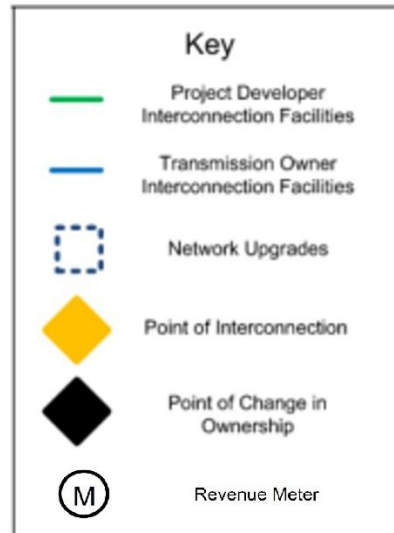 Key
Project Developer
Interconnection Facilities
Transmission Owner
Interconnection Facilities
Network Upgrades
Point of Interconnection
Point of Change in
Ownership
M
Revenue Meter